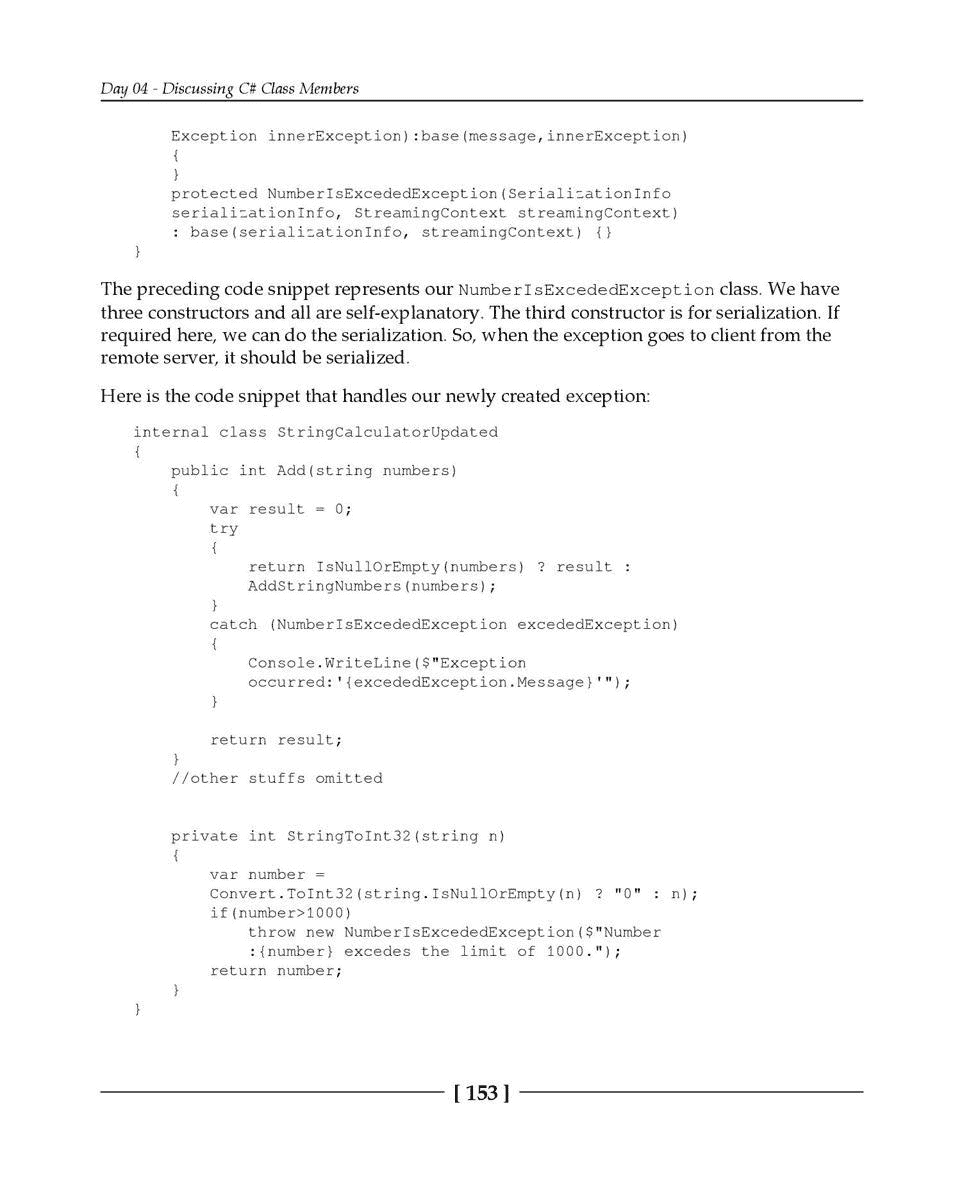 Day 04 - Discussing C# Class Members
Exception innerException):base(message,innerException)
{
}
protected NumberIsExcededException(SerializationInfo
serializationInfo, StreamingContext streamingContext)
: base(serializationInfo, streamingContext) {}
}
The preceding code snippet represents our NumberIsExcededException class. We have
three constructors and all are self-explanatory. The third constructor is for serialization. If
required here, we can do the serialization. So, when the exception goes to client from the
remote server, it should be serialized.
Here is the code snippet that handles our newly created exception:
internal class StringCalculatorUpdated
{
public int Add(string numbers)
{
var result = 0;
try
{
return IsNullOrEmpty(numbers) ? result :
AddStringNumbers(numbers);
}
catch (NumberIsExcededException excededException)
{
Console.WriteLine($"Exception
occurred:'{excededException.Message}'");
}
return result;
}
//other stuffs omitted
private int StringToInt32(string n)
{
var number =
Convert.ToInt32(string.IsNullOrEmpty(n) ? "0" : n);
if(number>1000)
throw new NumberIsExcededException($"Number
:{number} excedes the limit of 1000.");
return number;
}
}
[ 153 ]